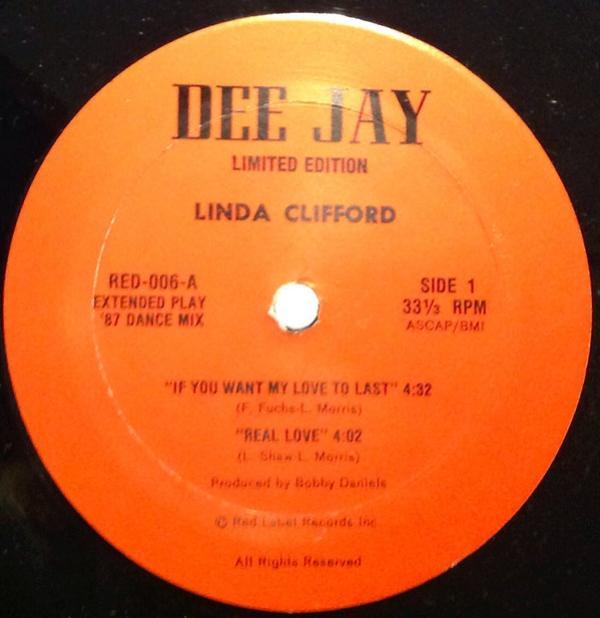 DEE JAY
LIMITED EDITION
LINDA CLIFFORD
RED-006-A
EXTENDED PLAY
'87 DANCE MIX
SIDE 1
33⅓ RPM
ASCAP/BMI
"IF YOU WANT MY LOVE TO LAST" 4:32
(F. Fuchs-L. Morris)
"REAL LOVE" 4:02
(L. Shaw-L. Morris)
Produced by Bobby Daniels
© Red Label Records Inc.
All Rights Reserved